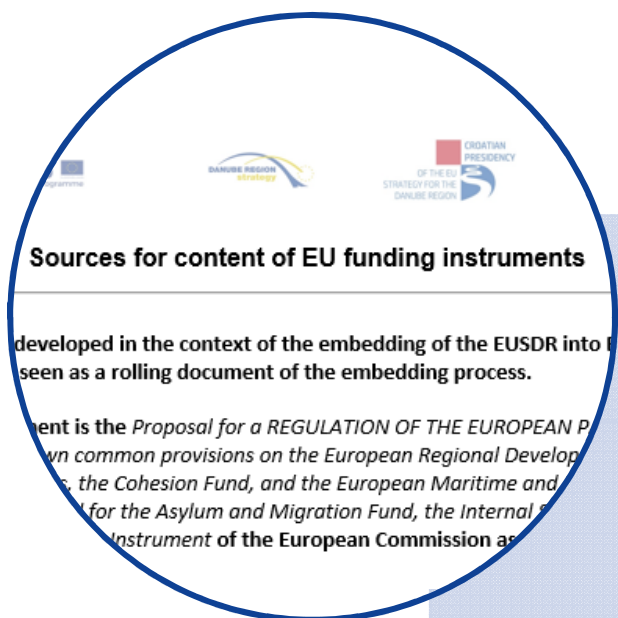 DANUBE REGION
strategy
CROATIAN
PRESIDENCY
OF THE EU
STRATEGY FOR THE
DANUBE REGION
Sources for content of EU funding instruments
developed in the context of the embedding of the EUSDR into
seen as a rolling document of the embedding process.
is the Proposal for a REGULATION OF THE EUROPEAN
common provisions on the European Regional
the Cohesion Fund, and the European Maritime and
for the Asylum and Migration Fund, the Internal
Instrument of the European Commission as